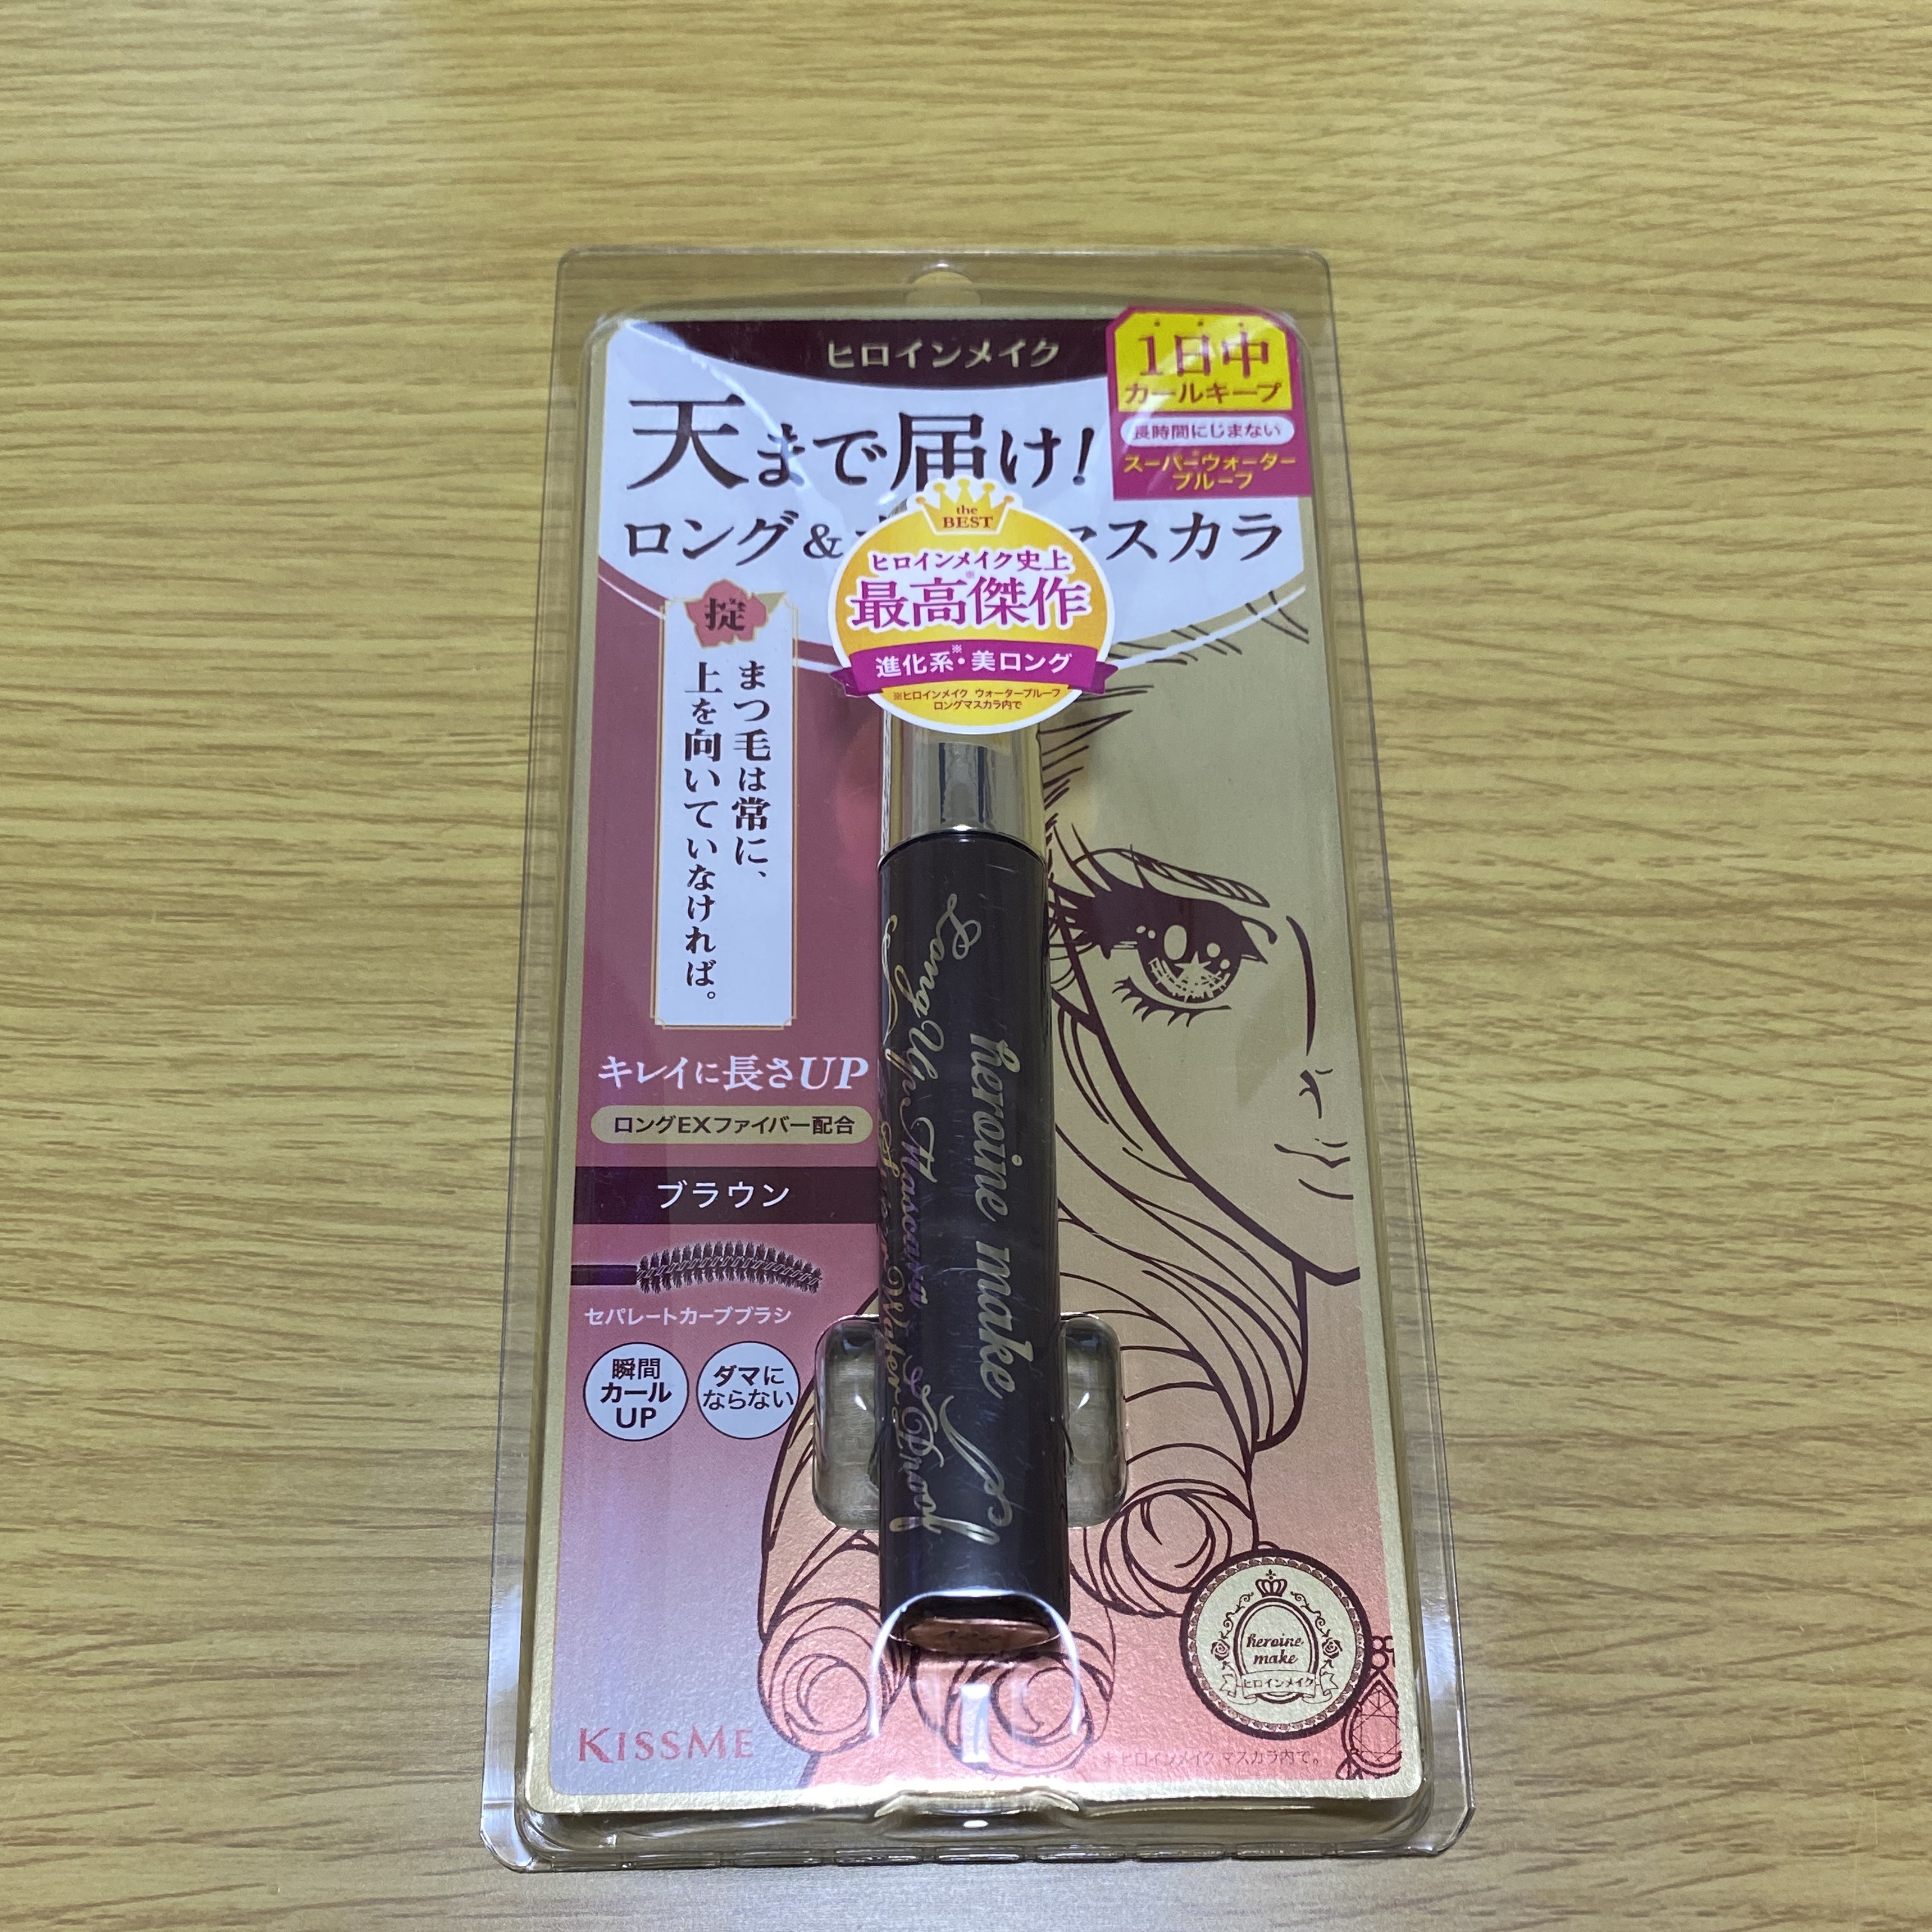 ヒロインメイク
1日中
カールキープ
長時間にじまない
スーパーウォーター
プルーフ
天まで届け!
ロング&
マスカラ
the
BEST
ヒロインメイク史上
最高傑作※
進化系※・美ロング
※ヒロインメイク ウォータープルーフ
ロングマスカラ内で
掟
まつ毛は常に、
上を向いていなければ。
キレイに長さUP
ロングEXファイバー配合
ブラウン
セパレートカーブブラシ
瞬間
カール
UP
ダマに
ならない
heroine make SP
Long Up Mascara
Super Water Proof
heroine
make
ヒロインメイク
KISSME
※ヒロインメイク マスカラ内で。